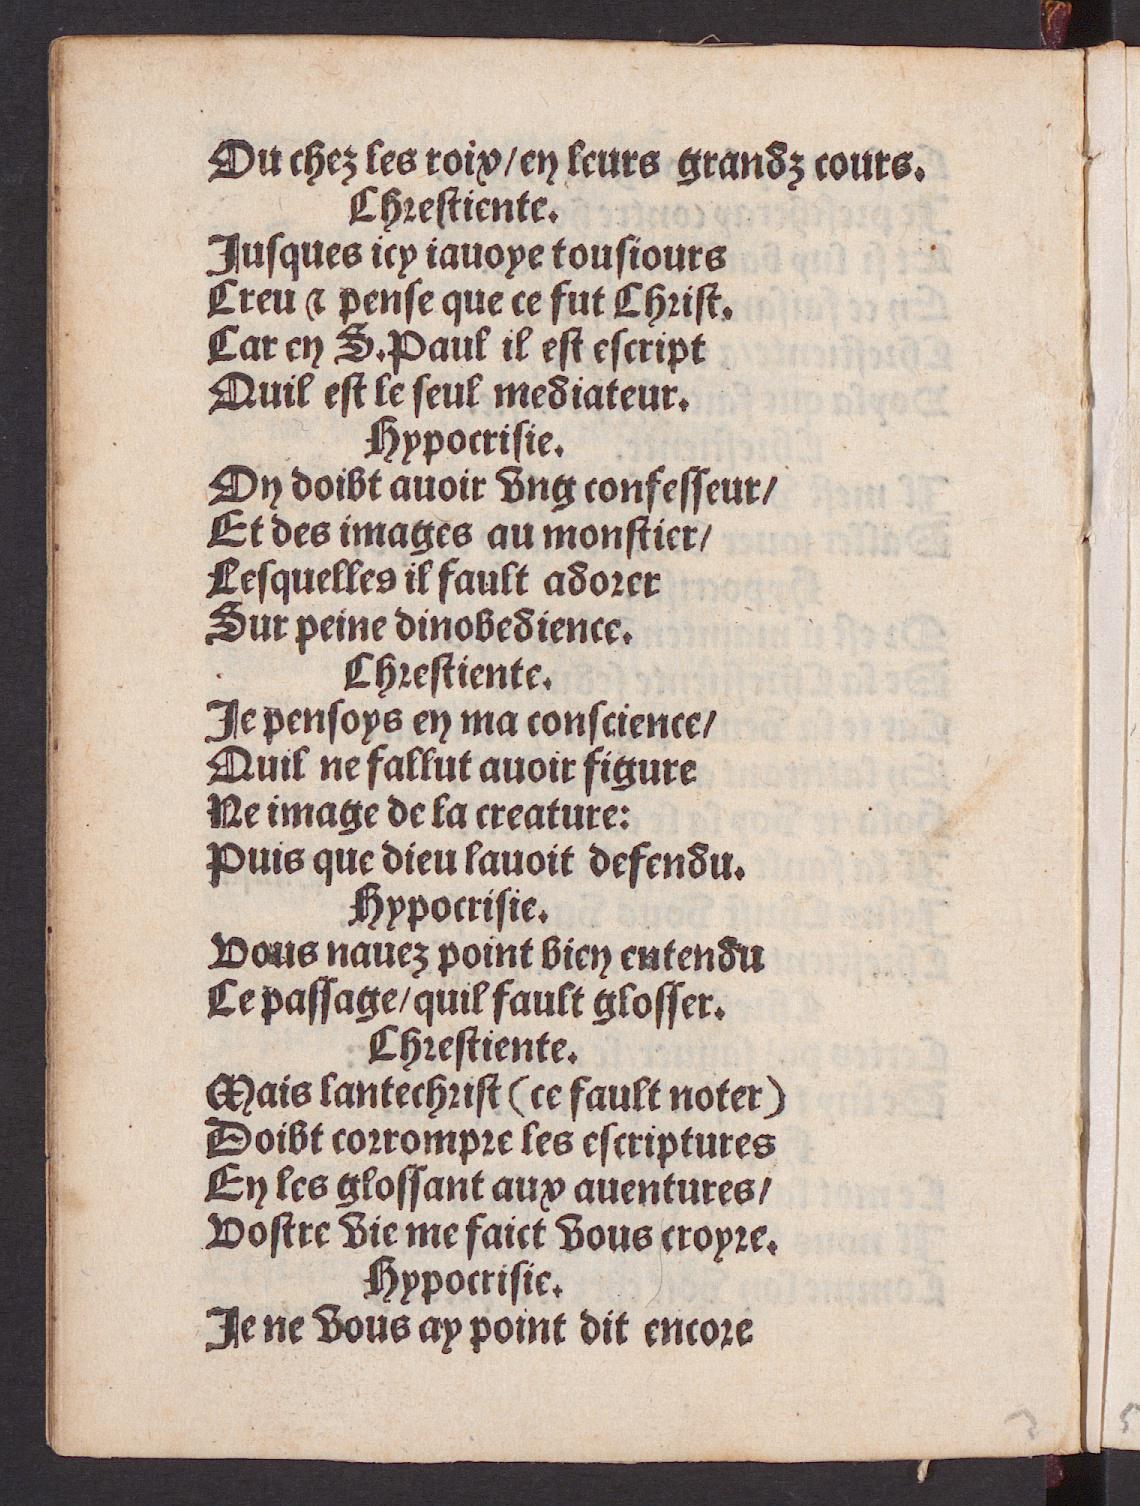 Ou chez les roix/en leurs grandz cours.
Chrestiente.
Jusques icy iauoye tousiours
Creu & pense que ce fut Christ.
Car en S.Paul il est escript
Quil est le seul mediateur.
Hypocrisie.
On doibt auoir vng confesseur/
Et des images au monstier/
Lesquelles il fault adorer
Sur peine dinobedience.
Chrestiente.
Je pensoys en ma conscience/
Quil ne fallut auoir figure
Ne image de la creature:
Puis que dieu lauoit defendu.
Hypocrisie.
Vous nauez point bien entendu
Le passage/quil fault glosser.
Chrestiente.
Mais lantechrist (ce fault noter)
Doibt corrompre les escriptures
En les glossant aux auentures/
Vostre vie me faict vous croyre.
Hypocrisie.
Je ne vous ay point dit encore